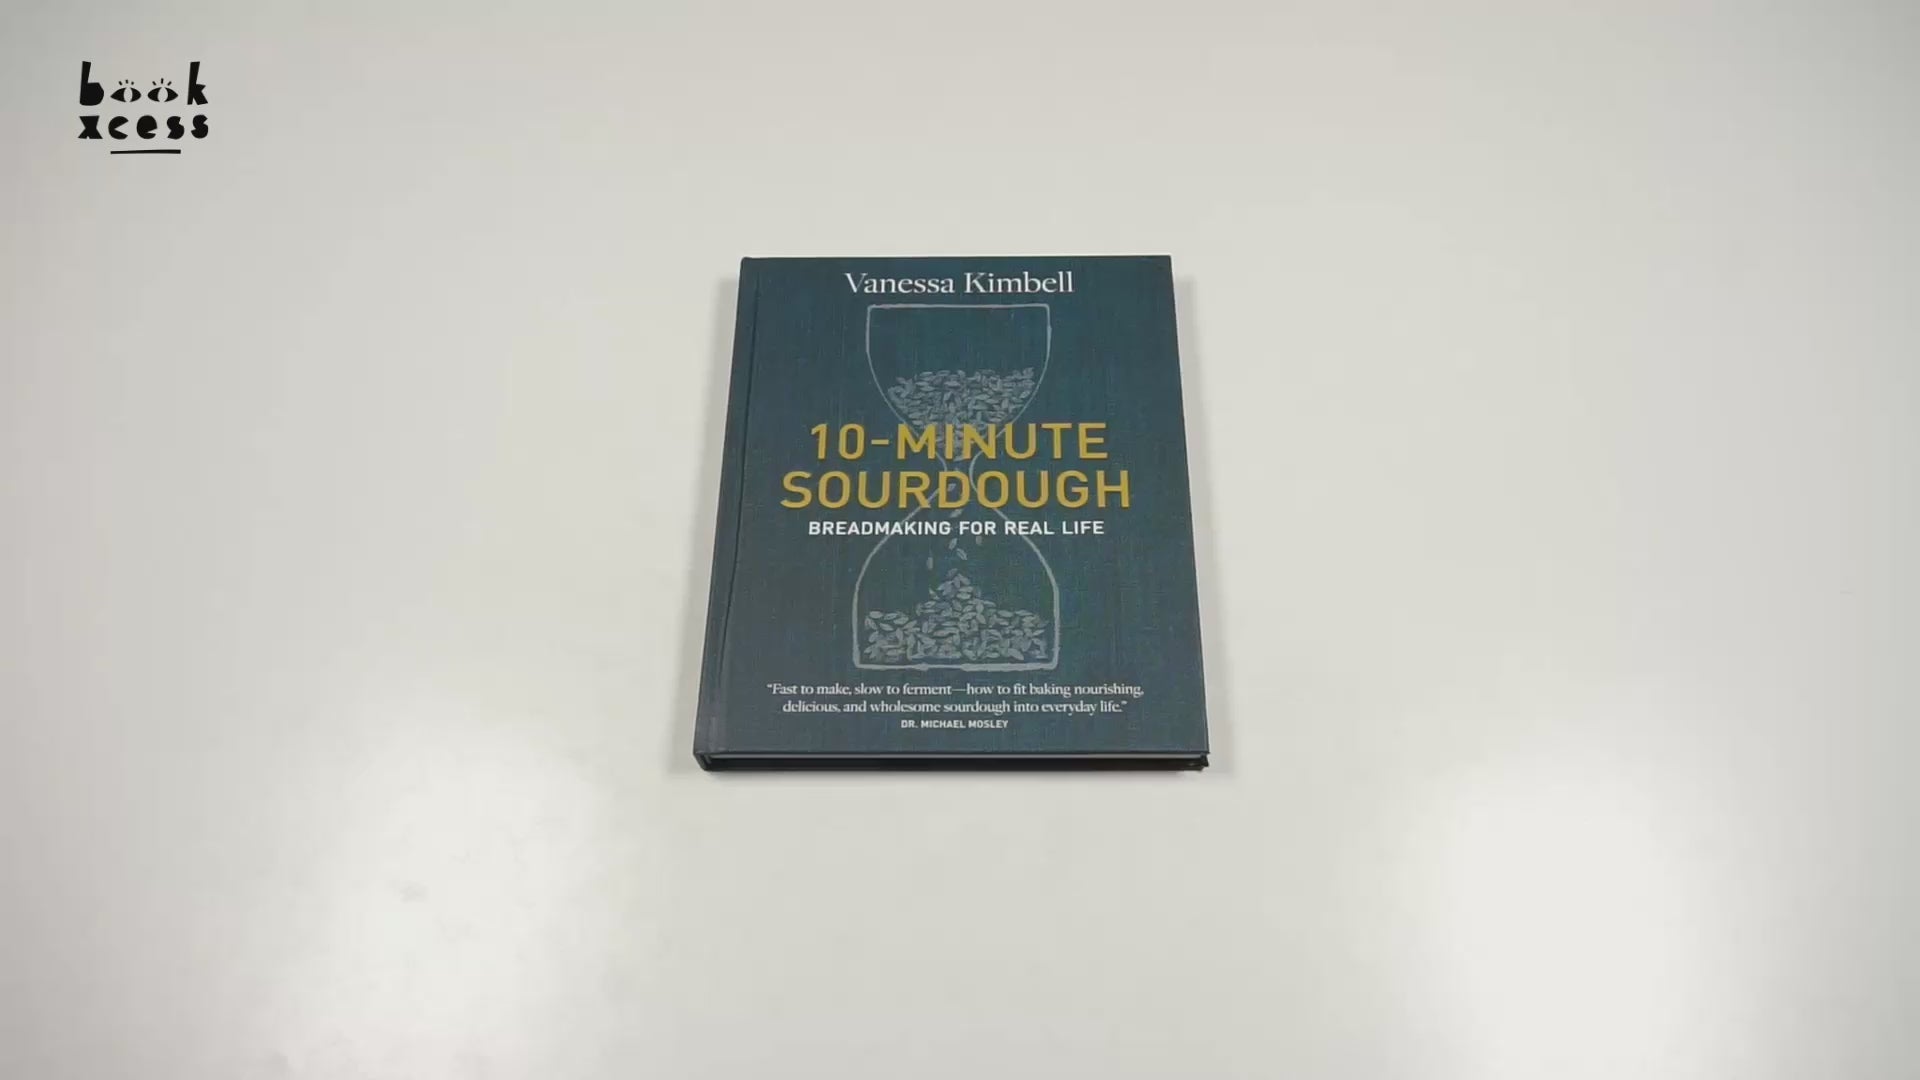 book
xcess
Vanessa Kimbell
10-MINUTE
SOURDOUGH
BREADMAKING FOR REAL LIFE
“Fast to make, slow to ferment—how to fit baking nourishing,
delicious, and wholesome sourdough into everyday life.”
DR. MICHAEL MOSLEY